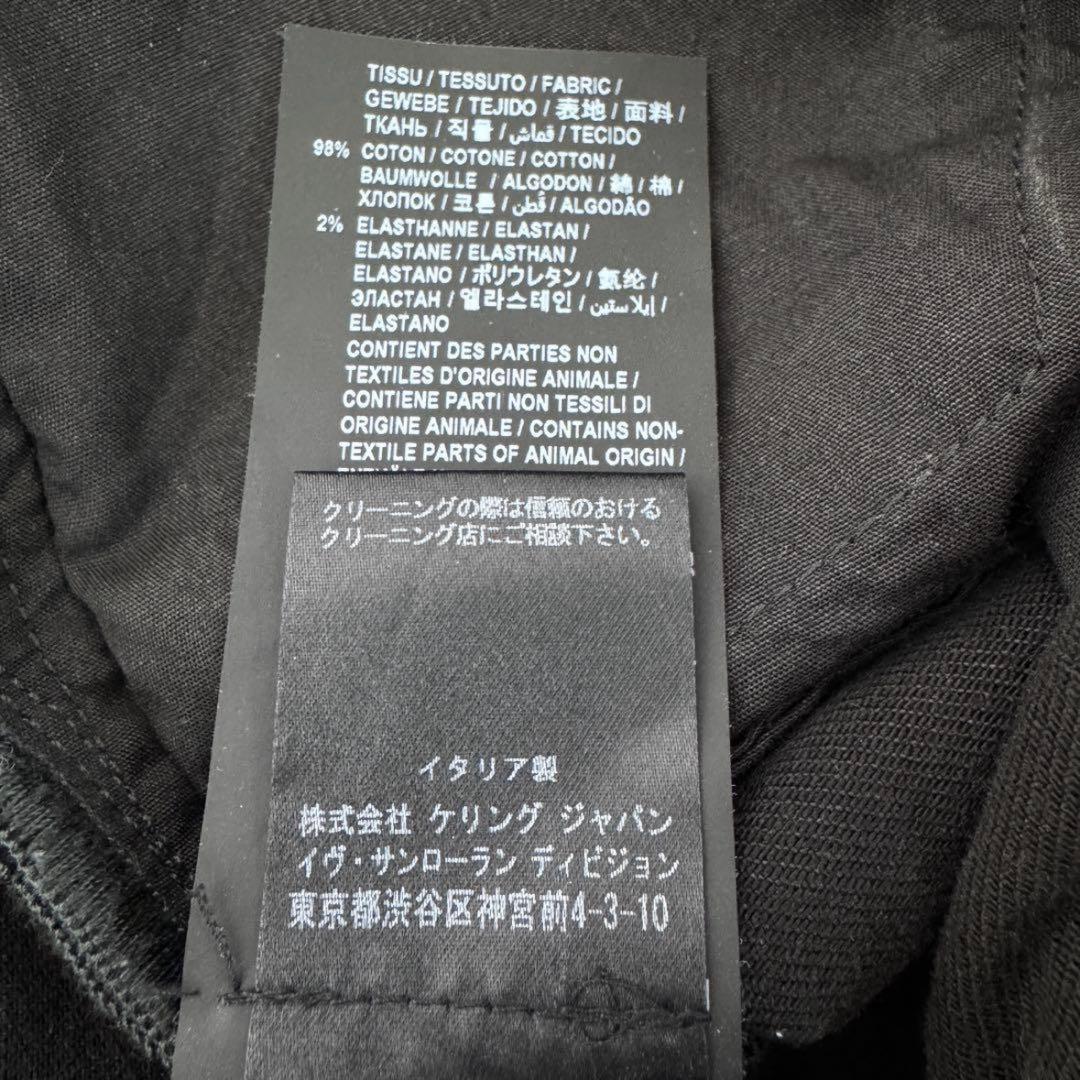 TISSU / TESSUTO / FABRIC /
GEWEBE / TEJIDO / 表地 / 面料 /
ТКАНЬ / 직물 / قماش / TECIDO
98% COTON / COTONE / COTTON /
BAUMWOLLE / ALGODON / 綿 / 棉 /
ХЛОПОК / 코튼 / قُطن / ALGODÃO
2% ELASTHANNE / ELASTAN /
ELASTANE / ELASTHAN /
ELASTANO / ポリウレタン / 氨纶 /
ЭЛАСТАН / 엘라스테인 / إيلاستين /
ELASTANO
CONTIENT DES PARTIES NON
TEXTILES D'ORIGINE ANIMALE /
CONTIENE PARTI NON TESSILI DI
ORIGINE ANIMALE / CONTAINS NON-
TEXTILE PARTS OF ANIMAL ORIGIN /
クリーニングの際は信頼のおける
クリーニング店にご相談下さい。
イタリア製
株式会社 ケリング ジャパン
イヴ・サンローラン ディビジョン
東京都渋谷区神宮前4-3-10